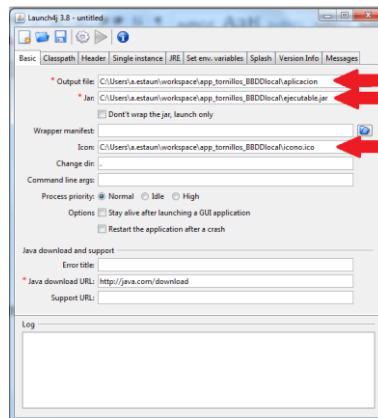 Launch4j 3.8 - untitled
Basic Classpath Header Single instance JRE Set env. variables Splash Version Info Messages
* Output file: C:\Users\a.estaun\workspace\app_tornillos_BBDDlocal\aplicacion
* Jar: C:\Users\a.estaun\workspace\app_tornillos_BBDDlocal\ejecutable.jar
Dont't wrap the jar, launch only
Wrapper manifest:
Icon: C:\Users\a.estaun\workspace\app_tornillos_BBDDlocal\icono.ico
Change dir: .
Command line args:
Process priority: Normal Idle High
Options Stay alive after launching a GUI application
Restart the application after a crash
Java download and support
Error title:
* Java download URL: http://java.com/download
Support URL:
Log